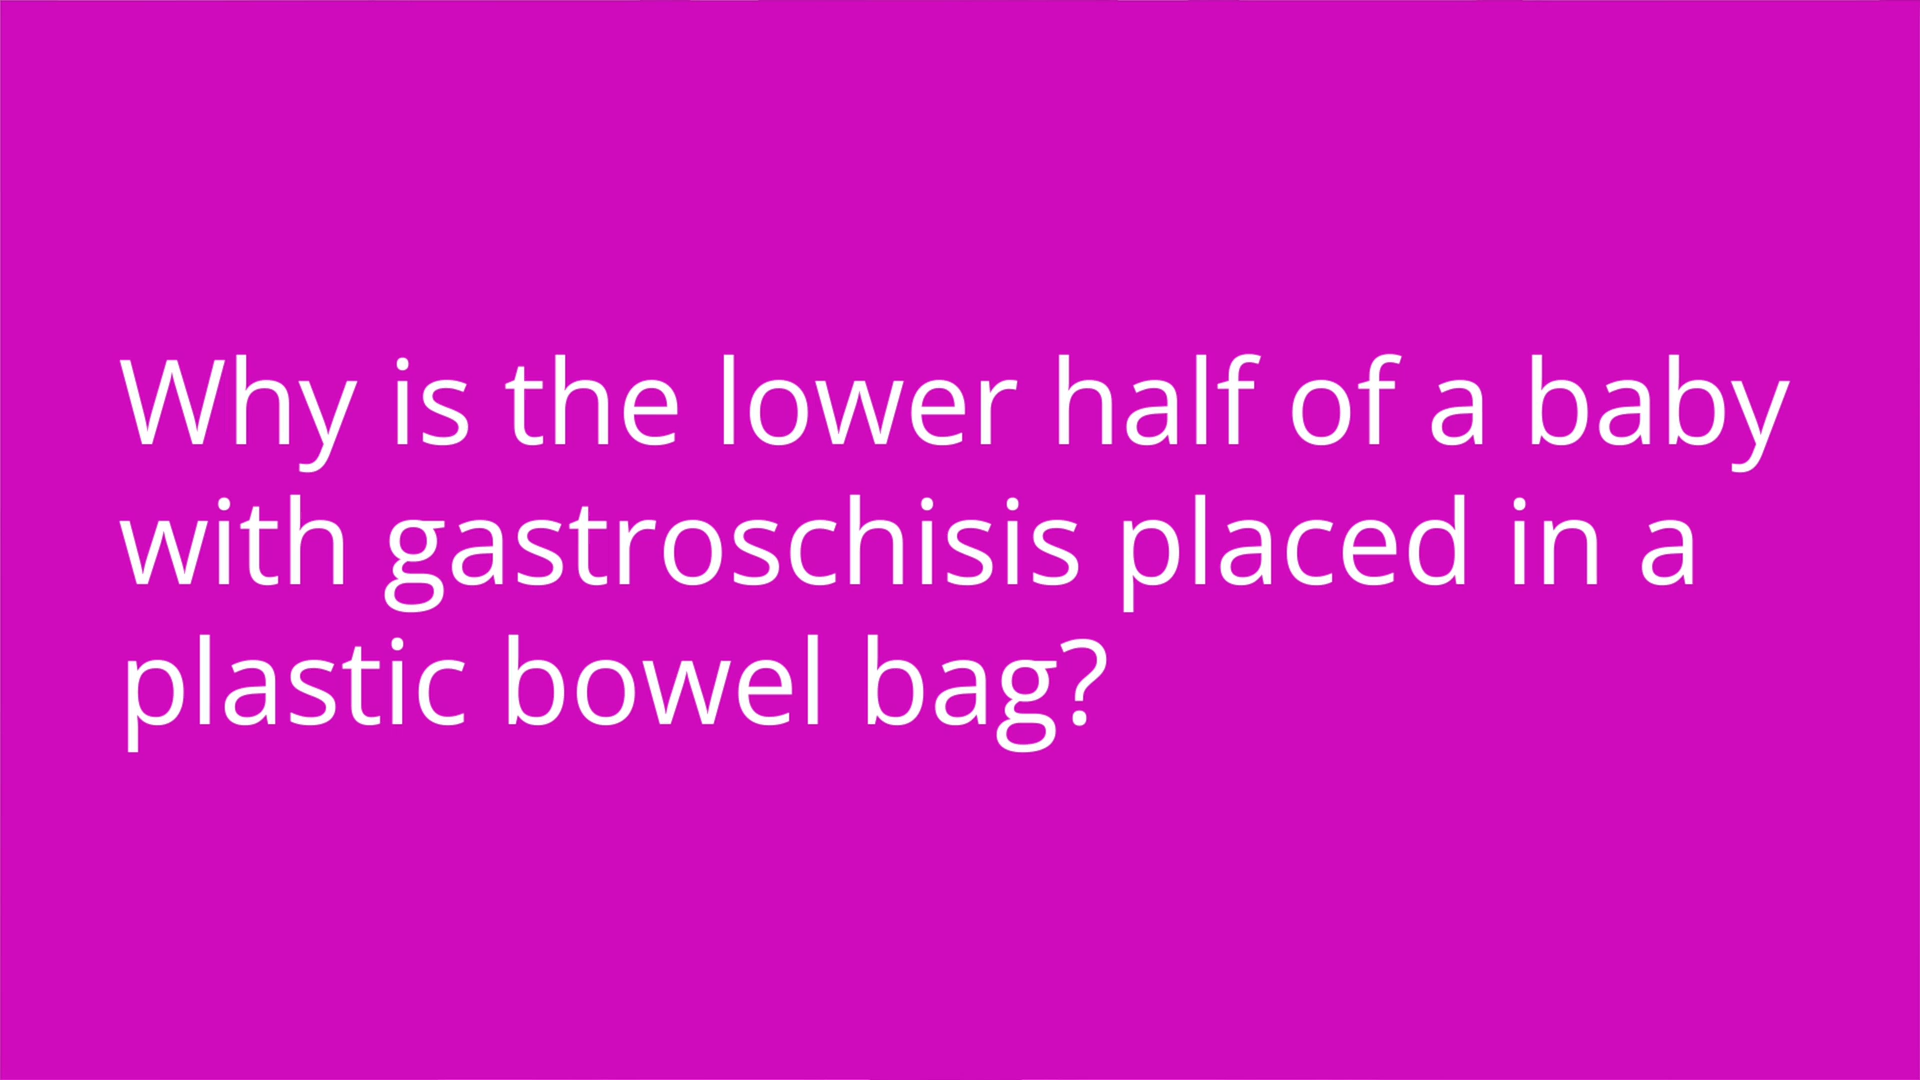 Why is the lower half of a baby
with gastroschisis placed in a
plastic bowel bag?